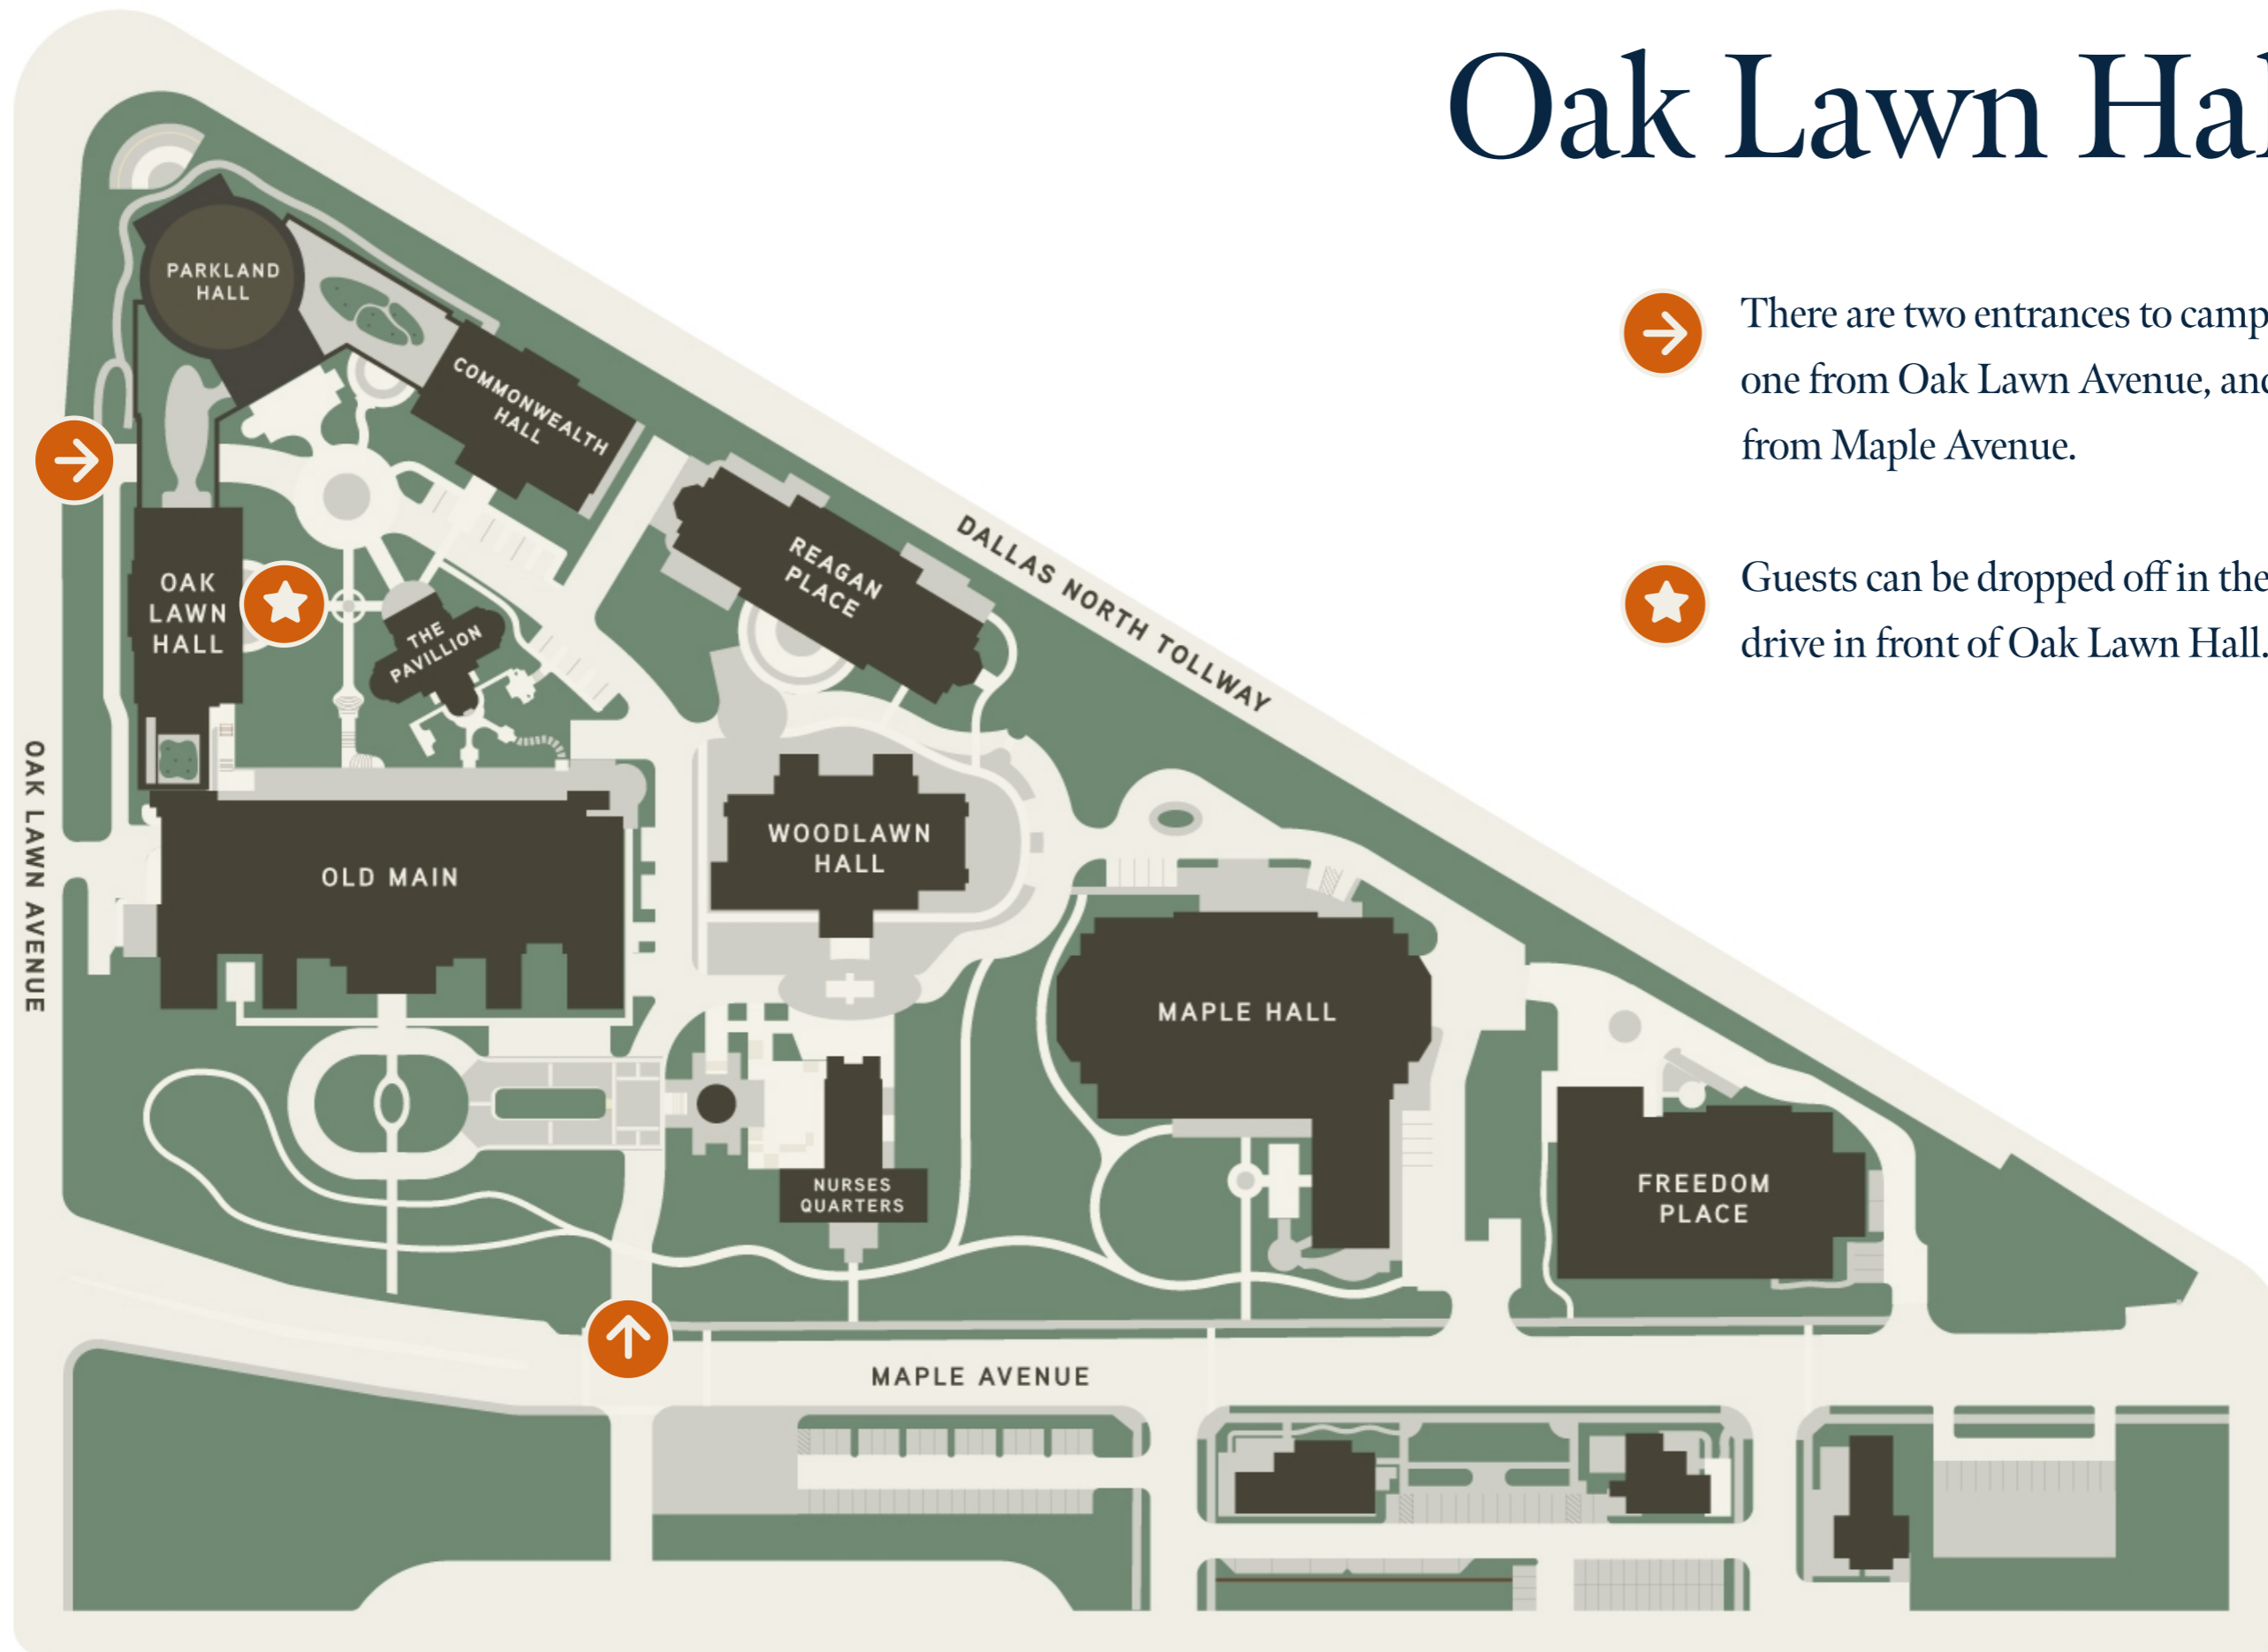 Oak Lawn Hal
There are two entrances to camp
one from Oak Lawn Avenue, and
from Maple Avenue.
Guests can be dropped off in the
drive in front of Oak Lawn Hall.
PARKLAND
HALL
COMMONWEALTH
HALL
REAGAN
PLACE
DALLAS NORTH TOLLWAY
OAK
LAWN
HALL
THE
PAVILLION
OAK LAWN AVENUE
OLD MAIN
WOODLAWN
HALL
MAPLE HALL
NURSES
QUARTERS
FREEDOM
PLACE
MAPLE AVENUE